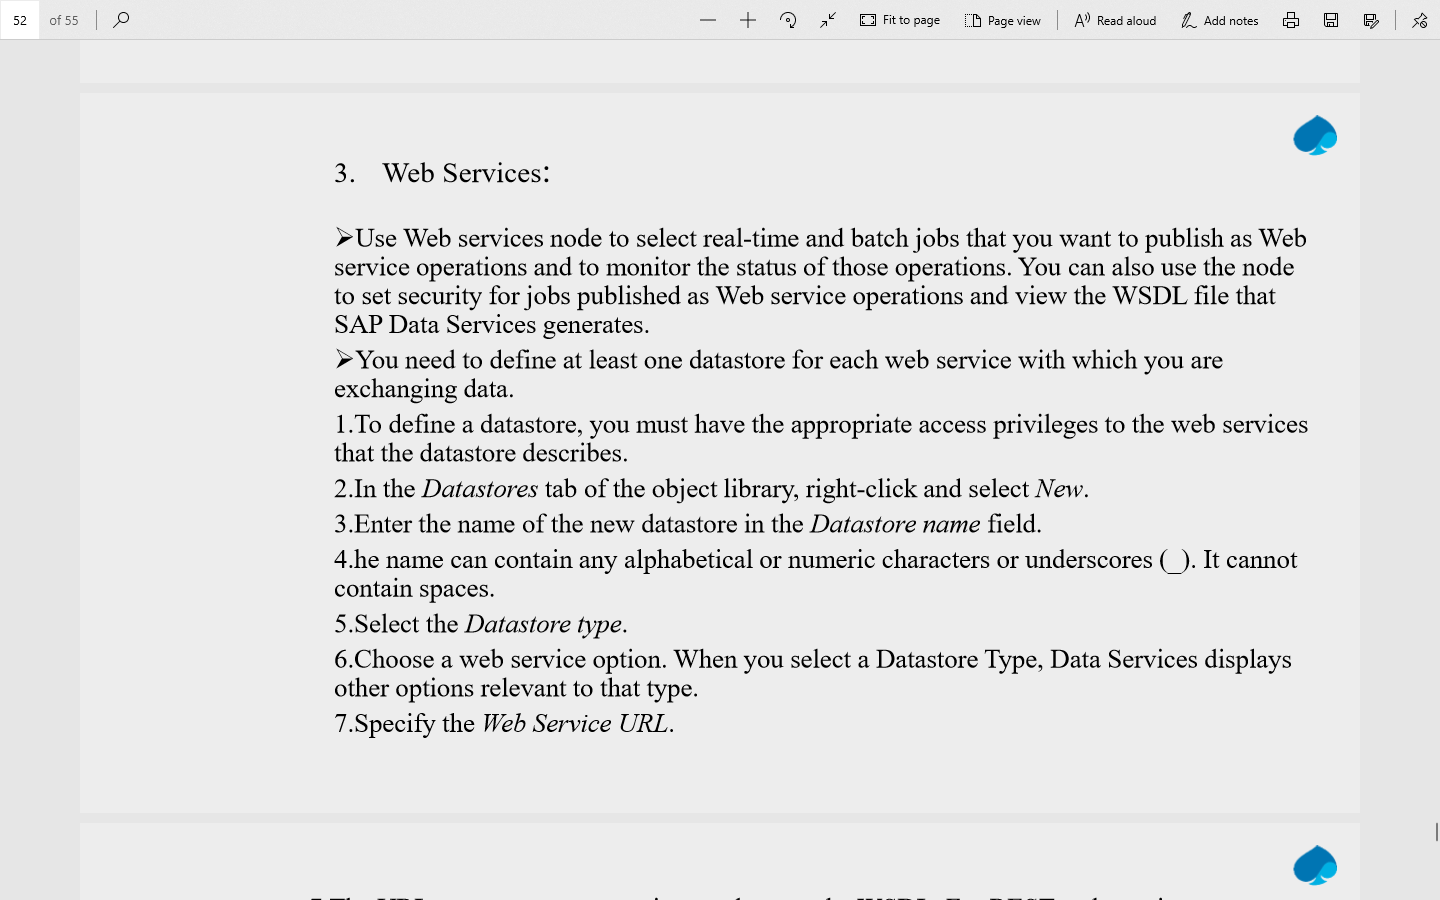 52 of 55 Fit to page Page view Read aloud Add notes
3. Web Services:
➢Use Web services node to select real-time and batch jobs that you want to publish as Web
service operations and to monitor the status of those operations. You can also use the node
to set security for jobs published as Web service operations and view the WSDL file that
SAP Data Services generates.
➢You need to define at least one datastore for each web service with which you are
exchanging data.
1.To define a datastore, you must have the appropriate access privileges to the web services
that the datastore describes.
2.In the Datastores tab of the object library, right-click and select New.
3.Enter the name of the new datastore in the Datastore name field.
4.he name can contain any alphabetical or numeric characters or underscores (_). It cannot
contain spaces.
5.Select the Datastore type.
6.Choose a web service option. When you select a Datastore Type, Data Services displays
other options relevant to that type.
7.Specify the Web Service URL.